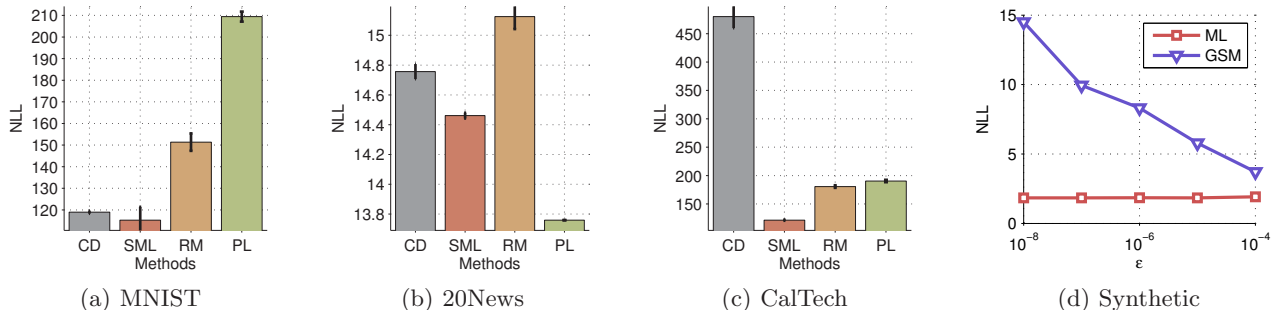 210
200
190
180
170
160
150
140
130
120
NLL
CD SML RM PL
Methods
(a) MNIST
15
14.8
14.6
14.4
14.2
14
13.8
NLL
CD SML RM PL
Methods
(b) 20News
450
400
350
300
250
200
150
NLL
CD SML RM PL
Methods
(c) CalTech
15
10
5
0
NLL
ML
GSM
10⁻⁸ 10⁻⁶ 10⁻⁴
ε
(d) Synthetic